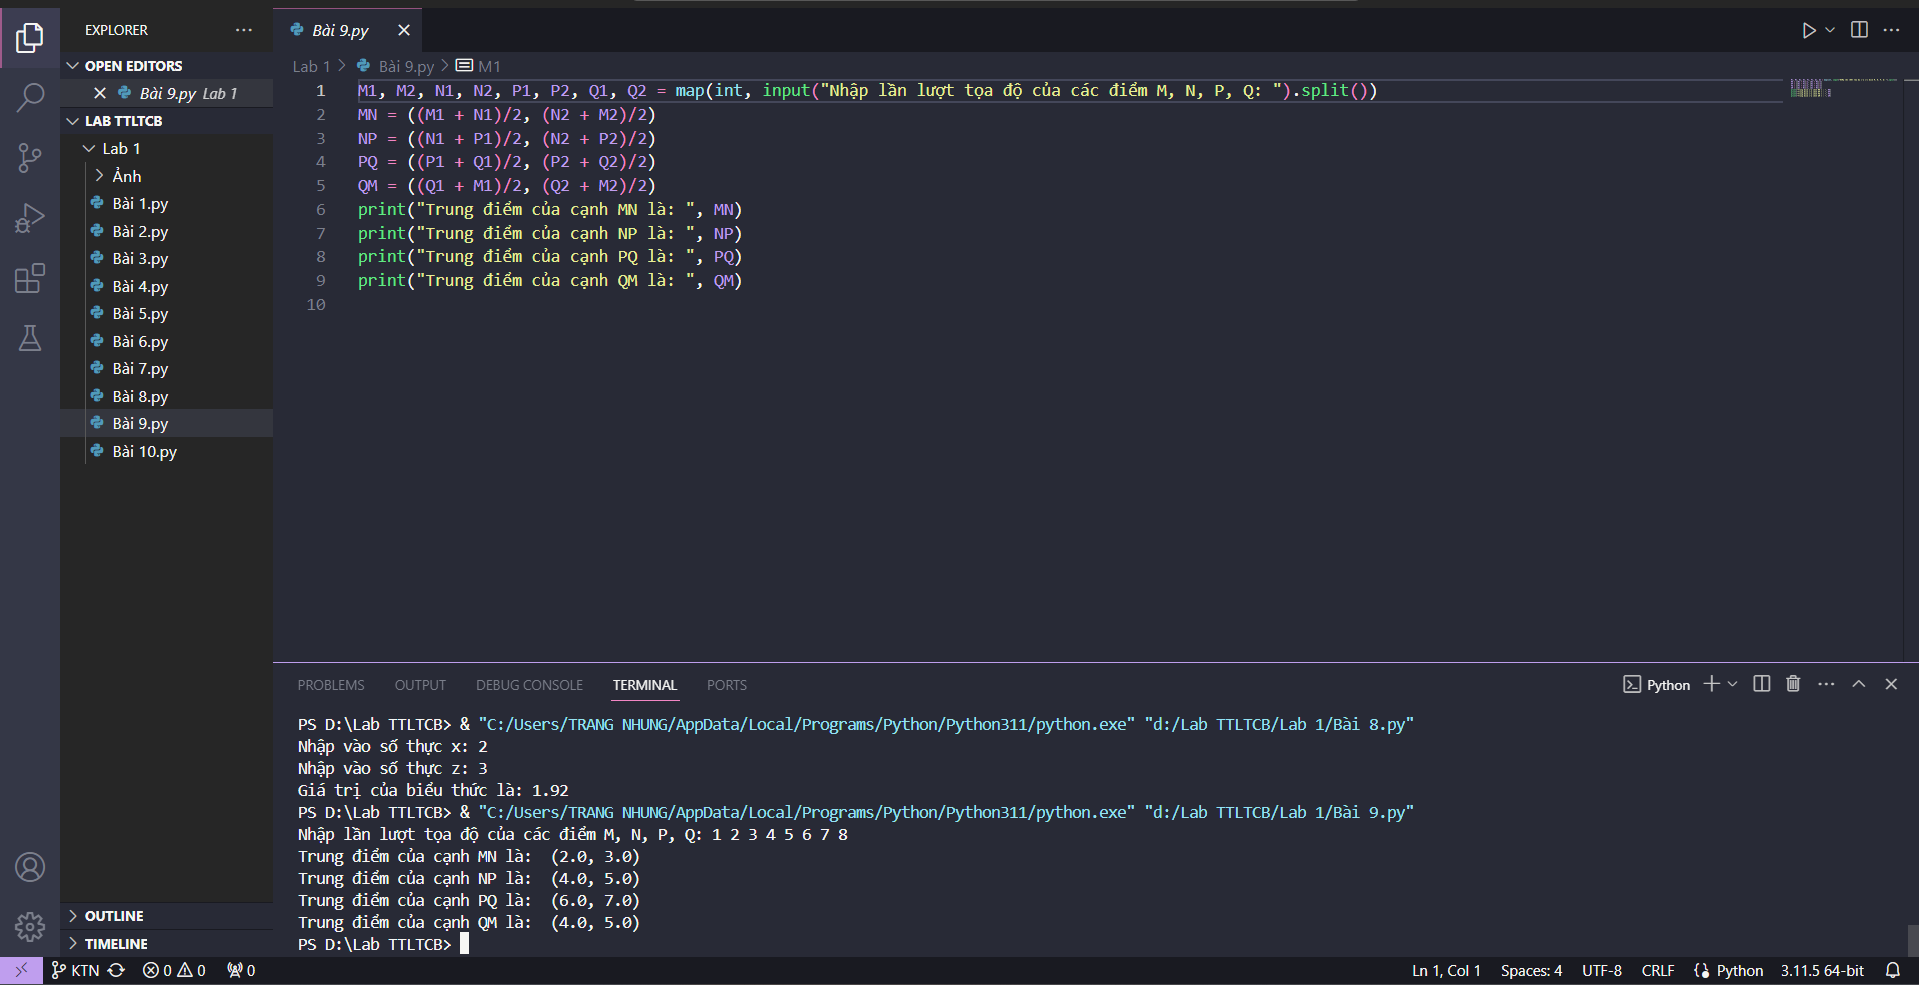 EXPLORER
OPEN EDITORS
Bài 9.py Lab 1
LAB TTLTCB
Lab 1
Ảnh
Bài 1.py
Bài 2.py
Bài 3.py
Bài 4.py
Bài 5.py
Bài 6.py
Bài 7.py
Bài 8.py
Bài 9.py
Bài 10.py
OUTLINE
TIMELINE
Bài 9.py
Lab 1 > Bài 9.py > M1
1 M1, M2, N1, N2, P1, P2, Q1, Q2 = map(int, input("Nhập lần lượt tọa độ của các điểm M, N, P, Q: ").split())
2 MN = ((M1 + N1)/2, (N2 + M2)/2)
3 NP = ((N1 + P1)/2, (N2 + P2)/2)
4 PQ = ((P1 + Q1)/2, (P2 + Q2)/2)
5 QM = ((Q1 + M1)/2, (Q2 + M2)/2)
6 print("Trung điểm của cạnh MN là: ", MN)
7 print("Trung điểm của cạnh NP là: ", NP)
8 print("Trung điểm của cạnh PQ là: ", PQ)
9 print("Trung điểm của cạnh QM là: ", QM)
10
PROBLEMS OUTPUT DEBUG CONSOLE TERMINAL PORTS Python
PS D:\Lab TTLTCB> & "C:/Users/TRANG NHUNG/AppData/Local/Programs/Python/Python311/python.exe" "d:/Lab TTLTCB/Lab 1/Bài 8.py"
Nhập vào số thực x: 2
Nhập vào số thực z: 3
Giá trị của biểu thức là: 1.92
PS D:\Lab TTLTCB> & "C:/Users/TRANG NHUNG/AppData/Local/Programs/Python/Python311/python.exe" "d:/Lab TTLTCB/Lab 1/Bài 9.py"
Nhập lần lượt tọa độ của các điểm M, N, P, Q: 1 2 3 4 5 6 7 8
Trung điểm của cạnh MN là:  (2.0, 3.0)
Trung điểm của cạnh NP là:  (4.0, 5.0)
Trung điểm của cạnh PQ là:  (6.0, 7.0)
Trung điểm của cạnh QM là:  (4.0, 5.0)
PS D:\Lab TTLTCB>
KTN 0 0 0 Ln 1, Col 1 Spaces: 4 UTF-8 CRLF Python 3.11.5 64-bit